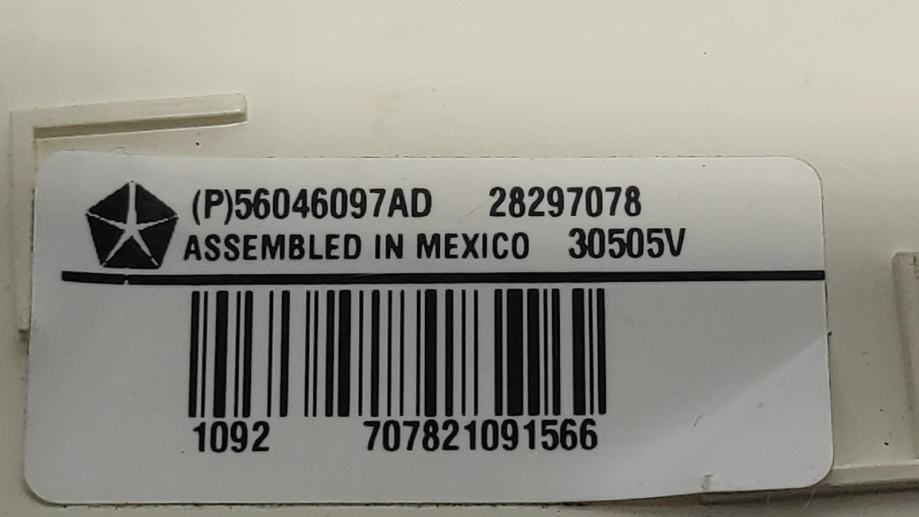 (P)56046097AD 28297078
ASSEMBLED IN MEXICO 30505V
1092 707821091566